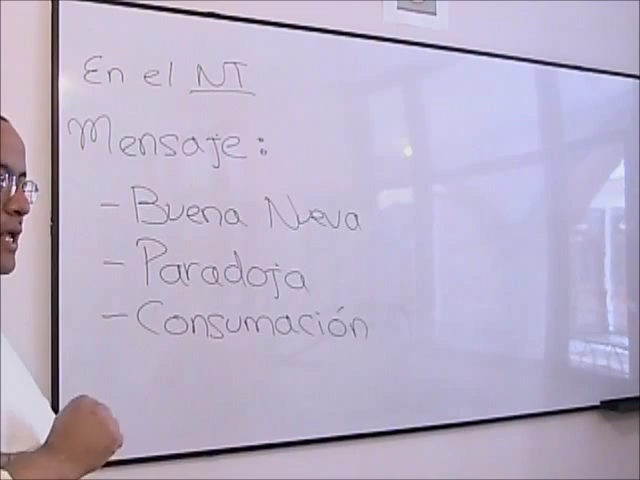 En el NT
Mensaje:
- Buena Nueva
- Paradoja
- Consumación